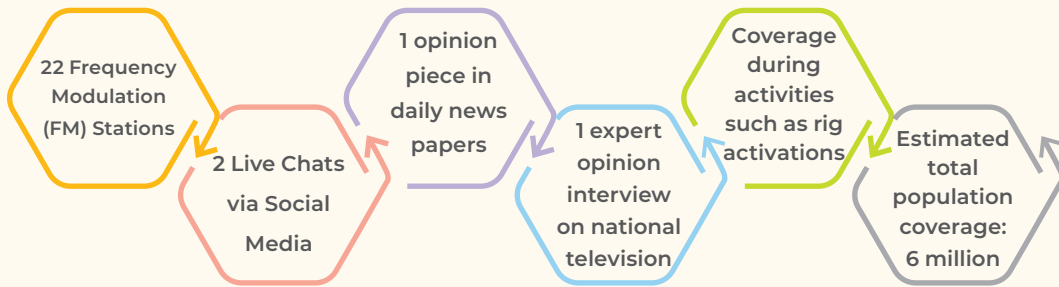 22 Frequency
Modulation
(FM) Stations
2 Live Chats
via Social
Media
1 opinion
piece in
daily news
papers
1 expert
opinion
interview
on national
television
Coverage
during
activities
such as rig
activations
Estimated
total
population
coverage:
6 million